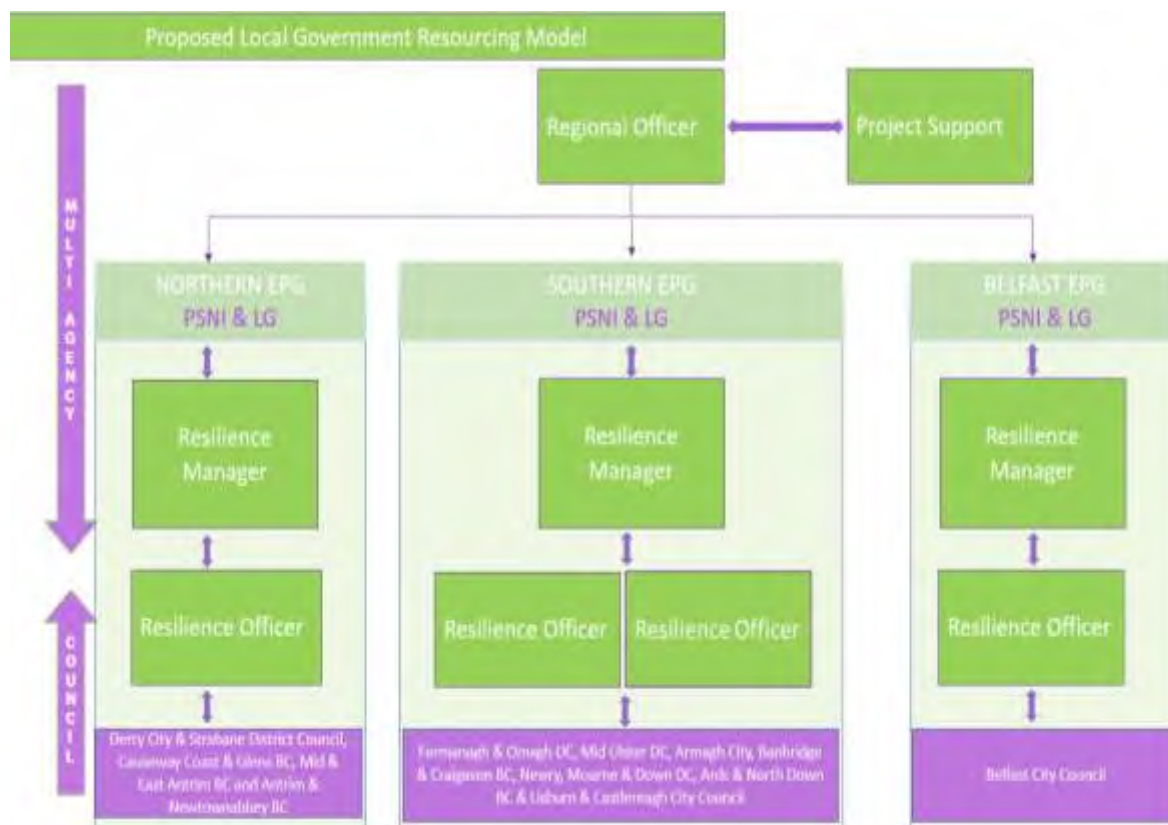 Proposed Local Government Resourcing Model
Regional Officer
Project Support
MULTI AGENCY
COUNCIL
NORTHERN EPG
PSNI & LG
Resilience
Manager
Resilience Officer
Derry City & Strabane District Council,
Causeway Coast & Glens BC, Mid &
East Antrim BC and Antrim &
Newtownabbey BC
SOUTHERN EPG
PSNI & LG
Resilience
Manager
Resilience Officer
Resilience Officer
Fermanagh & Omagh DC, Mid Ulster DC, Armagh City, Banbridge
& Craigavon BC, Newry, Mourne & Down DC, Ards & North Down
BC & Lisburn & Castlereagh City Council
BELFAST EPG
PSNI & LG
Resilience
Manager
Resilience Officer
Belfast City Council